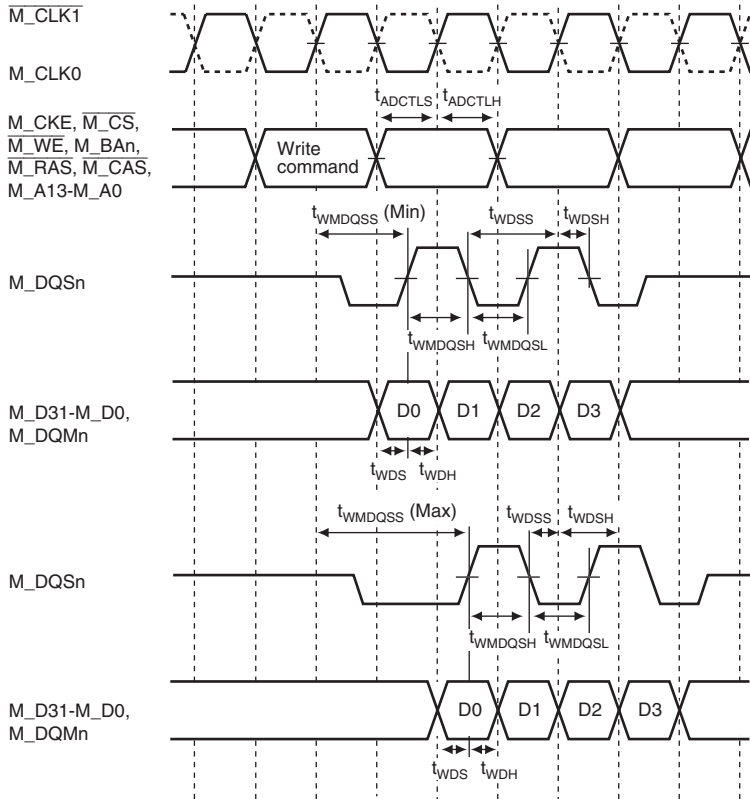 M_CLK1
M_CLK0
tADCTLS tADCTLH
M_CKE, M_CS,
M_WE, M_BAn,
M_RAS, M_CAS,
M_A13-M_A0
Write
command
tWMDQSS (Min) tWDSS tWDSH
M_DQSn
tWMDQSH tWMDQSL
M_D31-M_D0,
M_DQMn
D0 D1 D2 D3
tWDS tWDH
tWMDQSS (Max) tWDSS tWDSH
M_DQSn
tWMDQSH tWMDQSL
M_D31-M_D0,
M_DQMn
D0 D1 D2 D3
tWDS tWDH